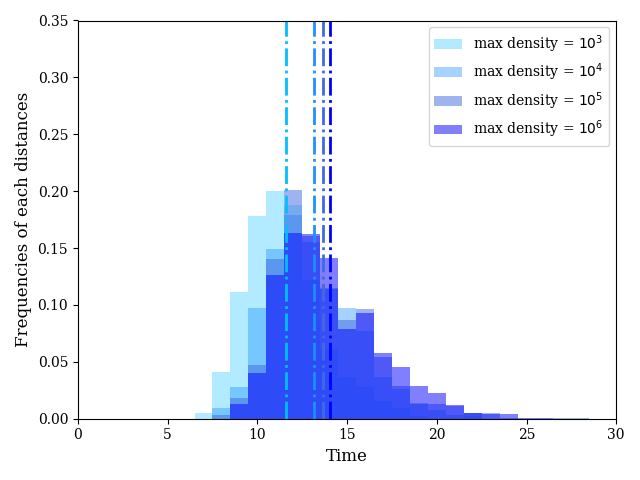 0.35
0.30
0.25
0.20
0.15
0.10
0.05
0.00
Frequencies of each distances
max density = 10³
max density = 10⁴
max density = 10⁵
max density = 10⁶
0 5 10 15 20 25 30
Time